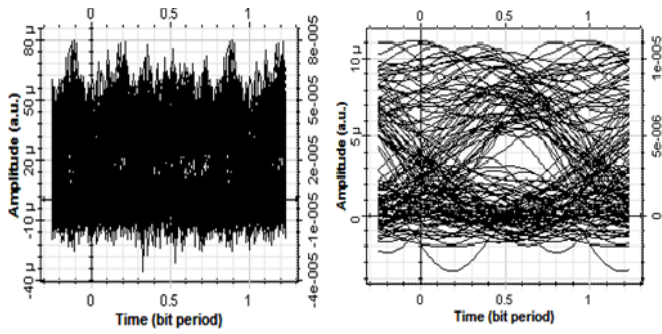 0 0.5 1
80 μ
50 μ
20 μ
-10 μ
-40 μ
Amplitude (a.u.)
8e-005
5e-005
2e-005
-1e-005
-4e-005
0 0.5 1
Time (bit period)
0 0.5 1
10 μ
5 μ
0
Amplitude (a.u.)
1e-005
5e-006
0
0 0.5 1
Time (bit period)